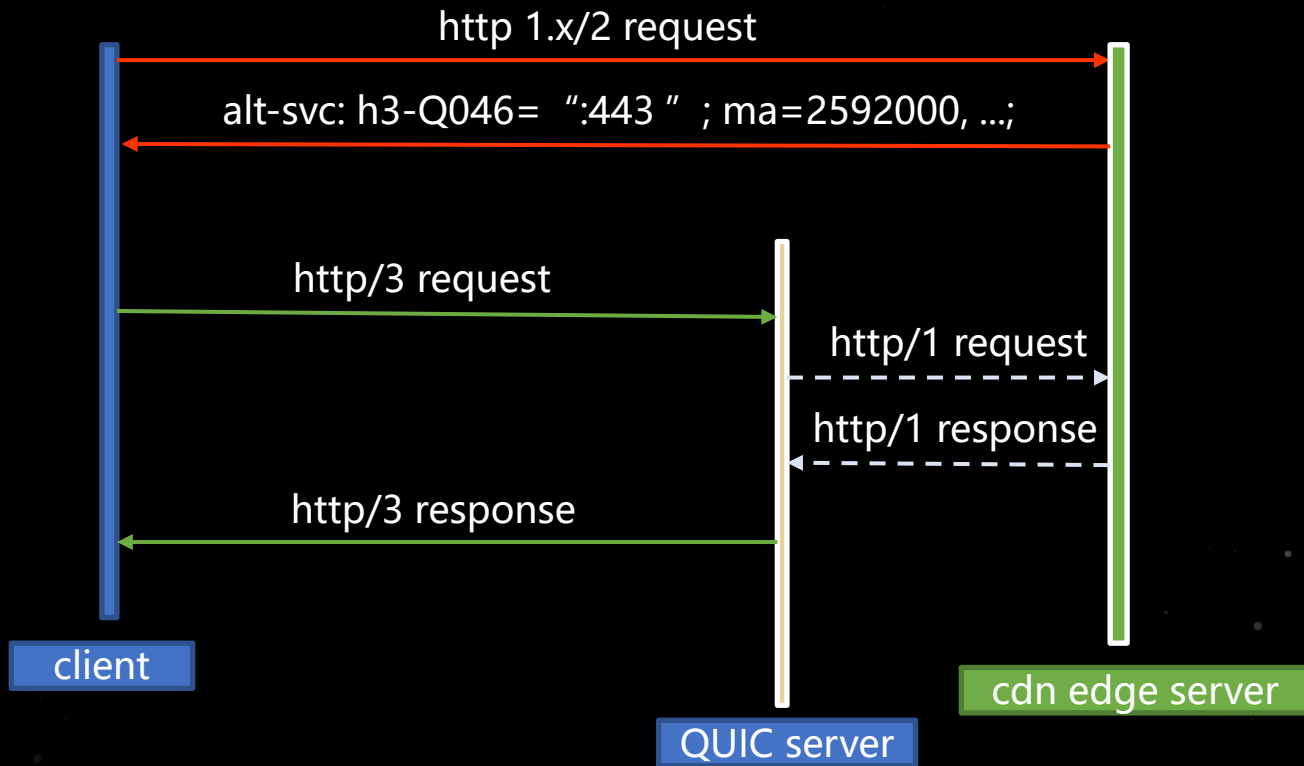 http 1.x/2 request
alt-svc: h3-Q046= “:443 ” ; ma=2592000, ...;
http/3 request
http/1 request
http/1 response
http/3 response
client
cdn edge server
QUIC server